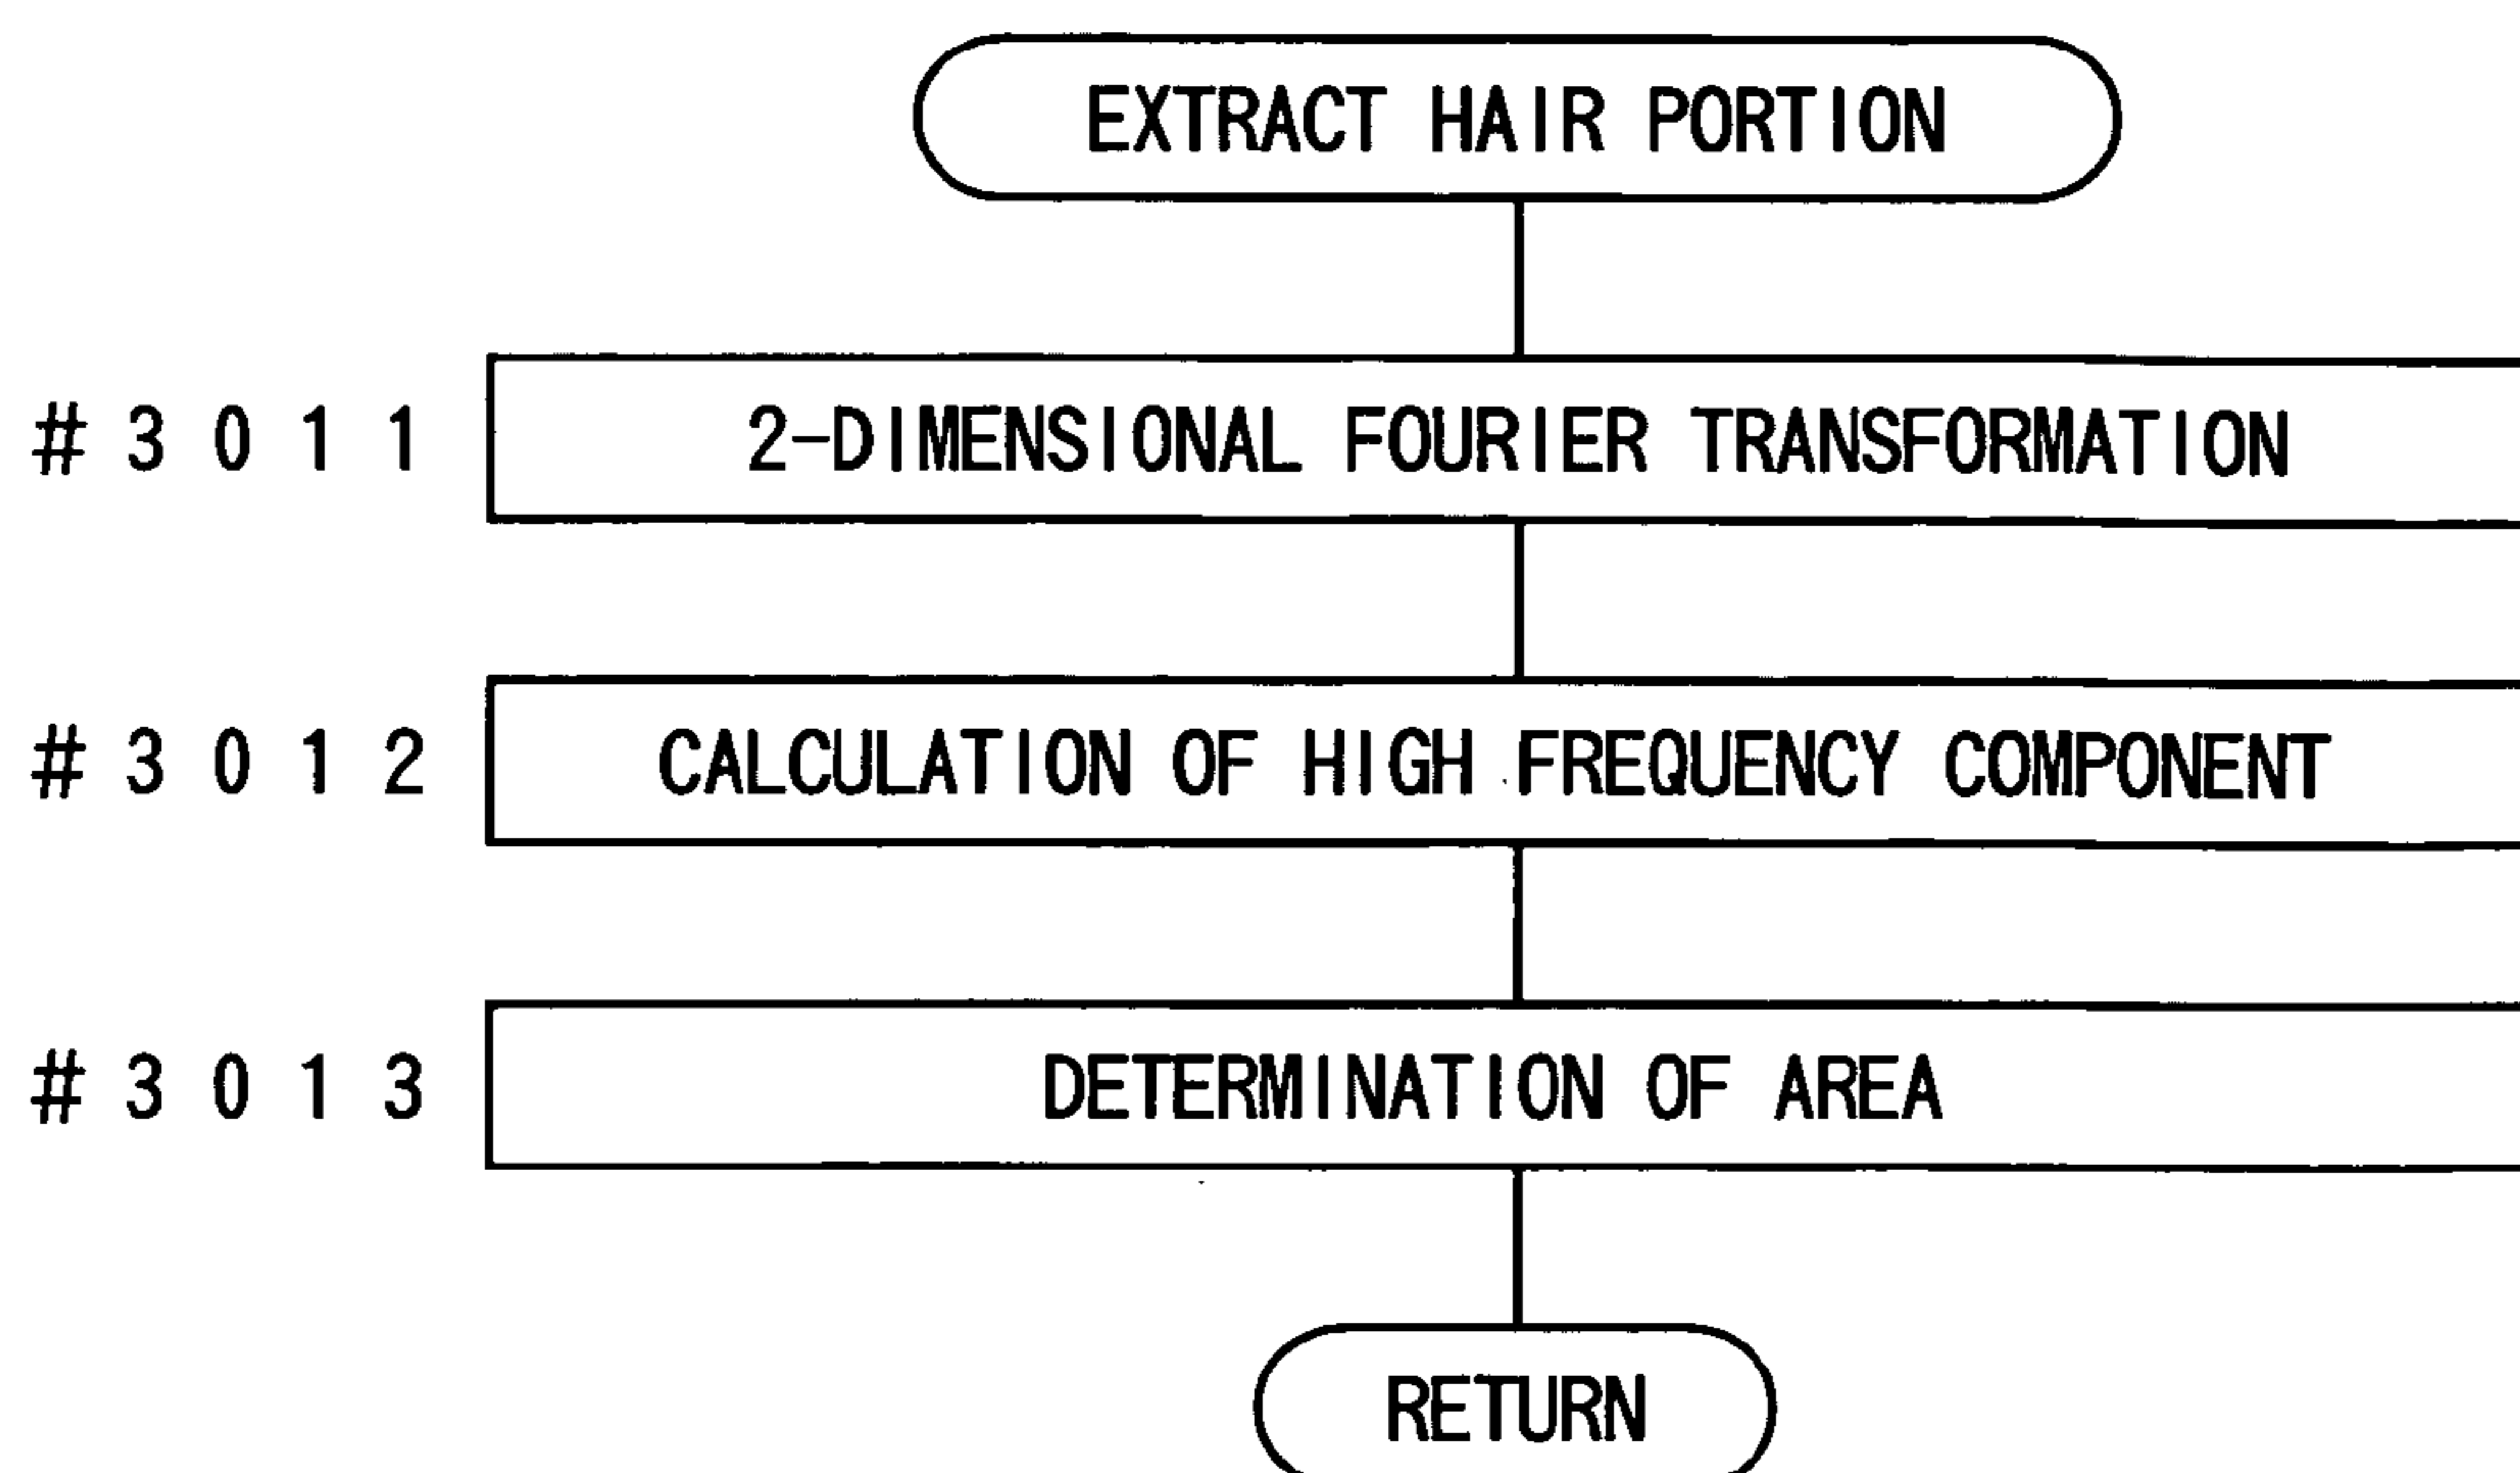 EXTRACT HAIR PORTION
#3011 2-DIMENSIONAL FOURIER TRANSFORMATION
#3012 CALCULATION OF HIGH FREQUENCY COMPONENT
#3013 DETERMINATION OF AREA
RETURN